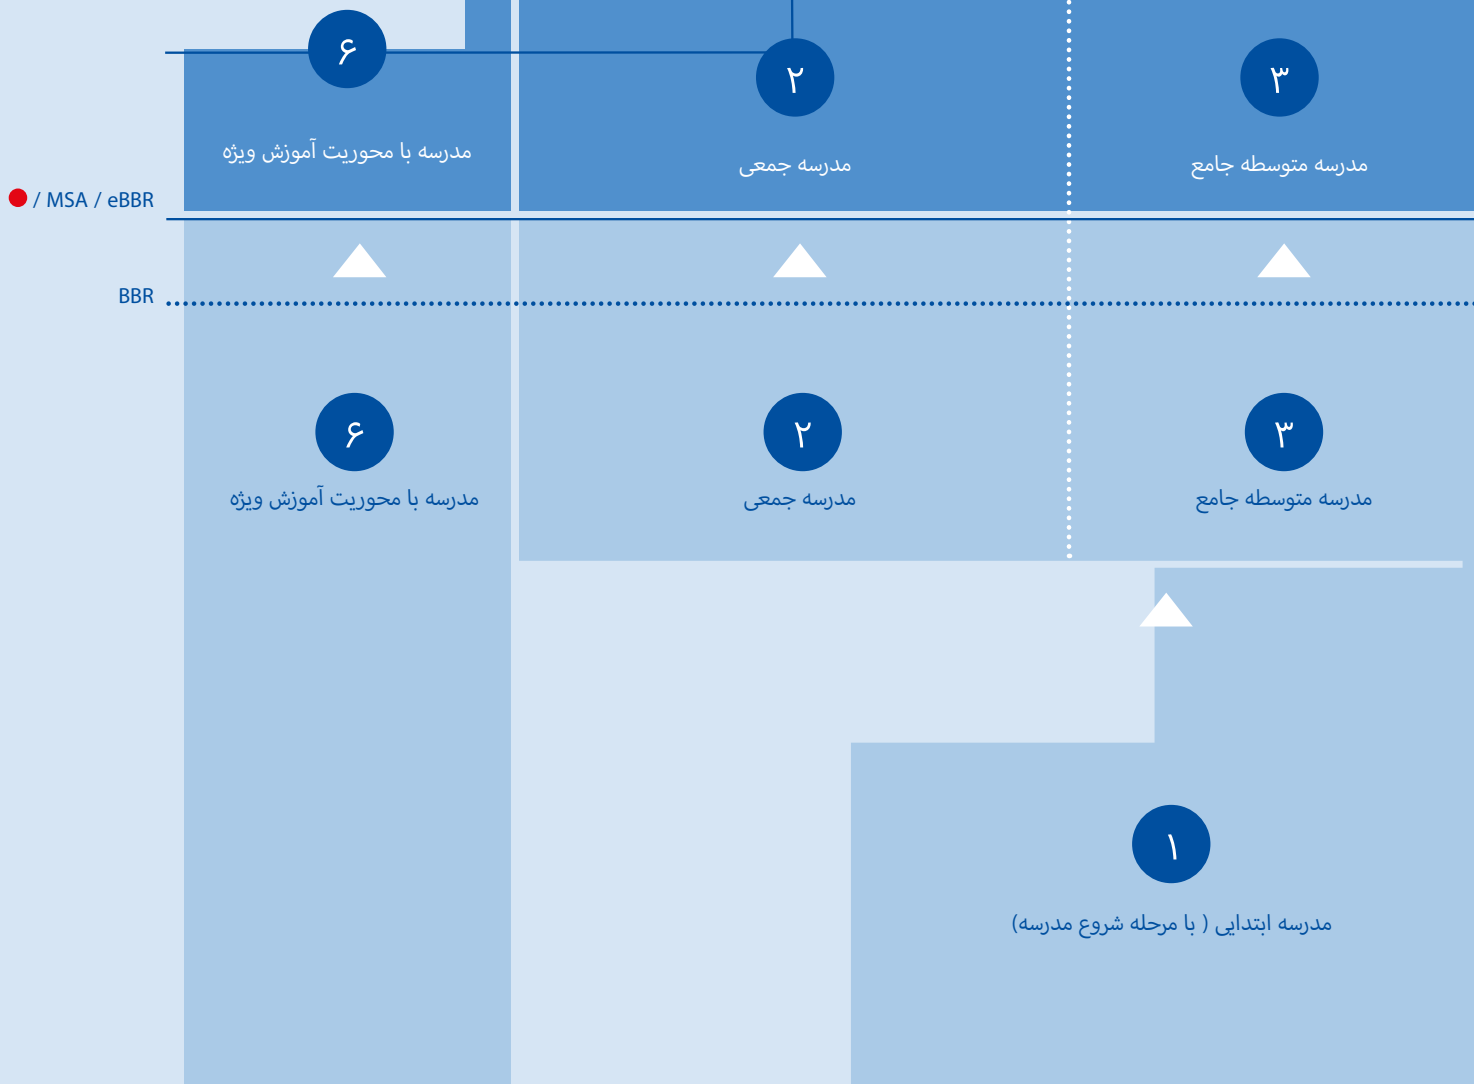 ۳
۲
۶
مدرسه متوسطه جامع
مدرسه جمعی
مدرسه با محوریت آموزش ویژه
/ MSA / eBBR
BBR
۳
۲
۶
مدرسه متوسطه جامع
مدرسه جمعی
مدرسه با محوریت آموزش ویژه
۱
مدرسه ابتدایی ( با مرحله شروع مدرسه)